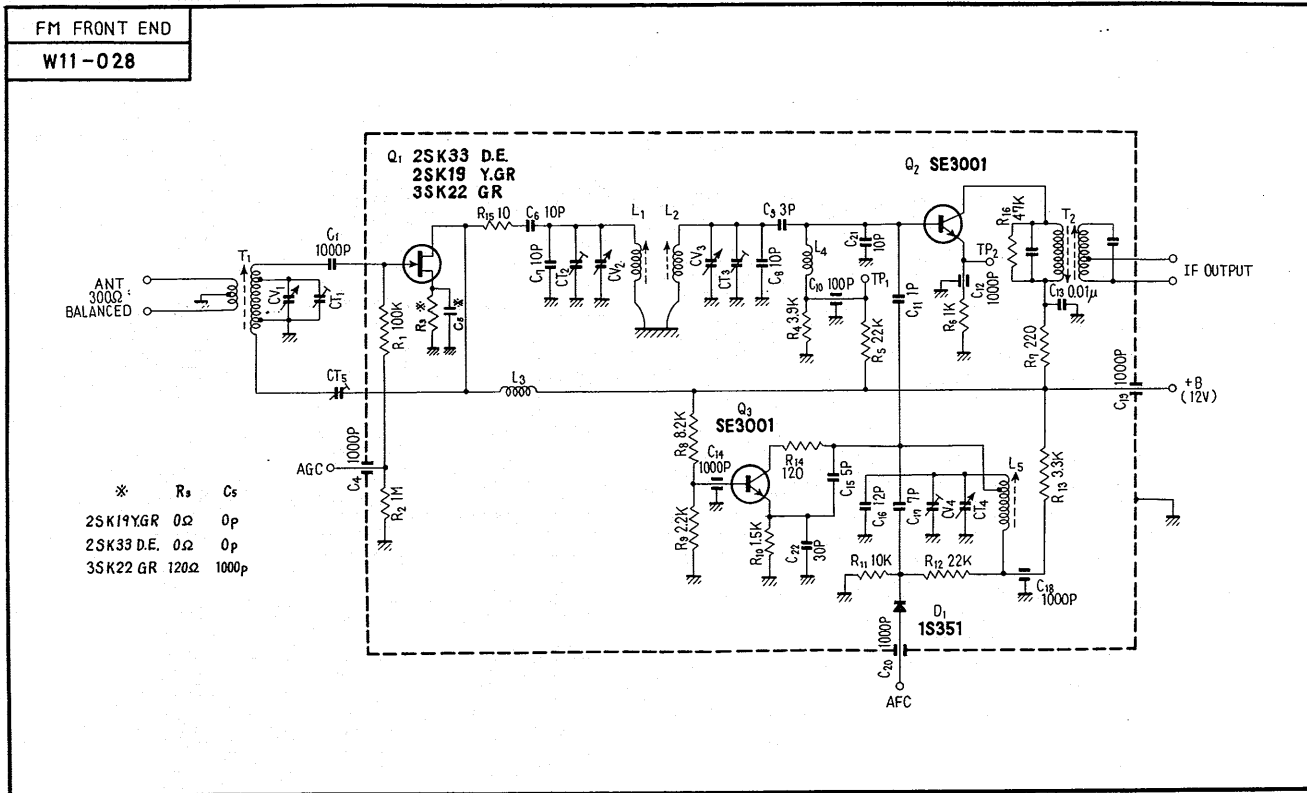 FM FRONT END
W11-028
Q1 2SK33 D.E.
2SK19 Y.GR
3SK22 GR
Q2 SE3001
R15 10
C6 10P
L1
L2
C9 3P
R16 47K
T2
C1
1000P
T1
C7 10P
CT2
CV2
CV3
CT3
C8 10P
L4
C21
10P
TP2
TP1
ANT
300Ω
BALANCED
CV1
CT1
IF OUTPUT
C10 100P
C12
1000P
C13 0.01μ
R1 100K
R3 ※
C5 ※
R4 3.9K
R5 22K
C11 1P
R6 1K
R7 220
CT5
L3
C19 1000P
+B
(12V)
Q3
SE3001
R8 8.2K
C14
1000P
R14
120
C15 5P
L5
R13 3.3K
AGC
C4 1000P
R2 1M
C16 12P
C17 7P
CV4
CT4
R9 2.2K
R10 1.5K
C22
30P
R11 10K
R12 22K
C18
1000P
D1
1S351
C20 1000P
AFC
※ R3 C5
2SK19Y.GR 0Ω 0p
2SK33 D.E. 0Ω 0p
3SK22 GR 120Ω 1000p